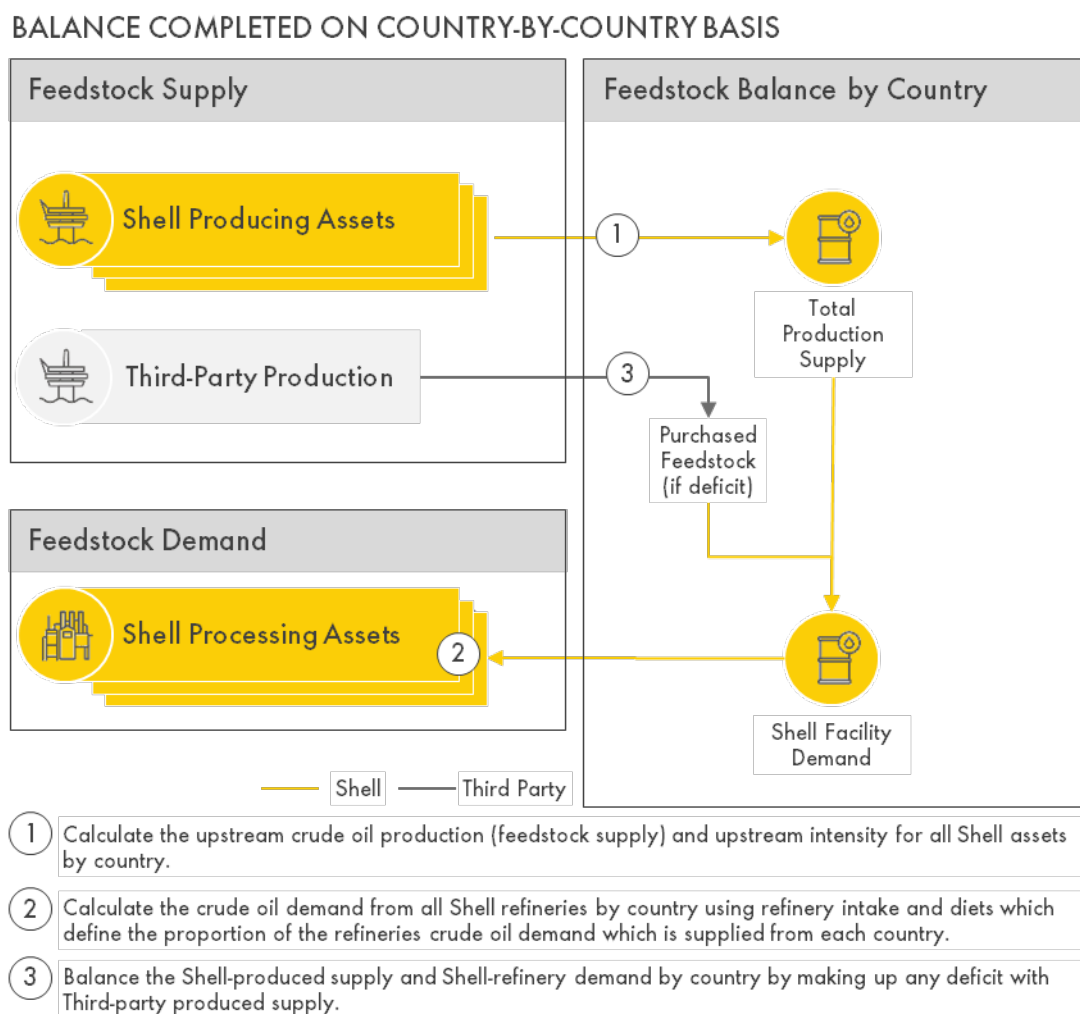 BALANCE COMPLETED ON COUNTRY-BY-COUNTRY BASIS
Feedstock Supply
Shell Producing Assets
Third-Party Production
Feedstock Demand
Shell Processing Assets
2
Feedstock Balance by Country
1
Total
Production
Supply
3
Purchased
Feedstock
(if deficit)
Shell Facility
Demand
Shell
Third Party
1
Calculate the upstream crude oil production (feedstock supply) and upstream intensity for all Shell assets
by country.
2
Calculate the crude oil demand from all Shell refineries by country using refinery intake and diets which
define the proportion of the refineries crude oil demand which is supplied from each country.
3
Balance the Shell-produced supply and Shell-refinery demand by country by making up any deficit with
Third-party produced supply.